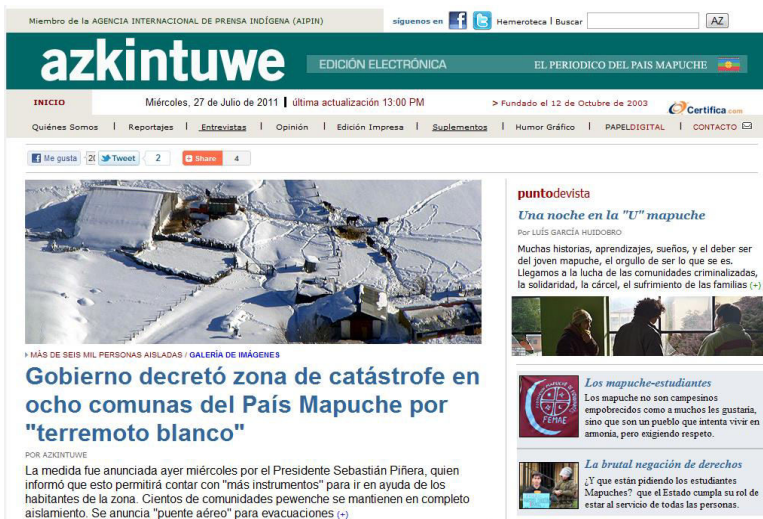 Miembro de la AGENCIA INTERNACIONAL DE PRENSA INDÍGENA (AIPIN)
síguenos en
Hemeroteca | Buscar
AZ
azkintuwe
EDICIÓN ELECTRÓNICA
EL PERIODICO DEL PAIS MAPUCHE
INICIO
Miércoles, 27 de Julio de 2011 | última actualización 13:00 PM
> Fundado el 12 de Octubre de 2003
Certifica.com
Quiénes Somos | Reportajes | Entrevistas | Opinión | Edición Impresa | Suplementos | Humor Gráfico | PAPELDIGITAL | CONTACTO
Me gusta
Tweet 2
Share 4
MÁS DE SEIS MIL PERSONAS AISLADAS / GALERÍA DE IMÁGENES
Gobierno decretó zona de catástrofe en
ocho comunas del País Mapuche por
"terremoto blanco"
POR AZKINTUWE
La medida fue anunciada ayer miércoles por el Presidente Sebastián Piñera, quien
informó que esto permitirá contar con "más instrumentos" para ir en ayuda de los
habitantes de la zona. Cientos de comunidades pewenche se mantienen en completo
aislamiento. Se anuncia "puente aéreo" para evacuaciones (+)
puntodevista
Una noche en la "U" mapuche
Por LUÍS GARCÍA HUIDOBRO
Muchas historias, aprendizajes, sueños, y el deber ser
del joven mapuche, el orgullo de ser lo que se es.
Llegamos a la lucha de las comunidades criminalizadas,
la solidaridad, la cárcel, el sufrimiento de las familias (+)
FEMAE
Los mapuche-estudiantes
Los mapuche no son campesinos
empobrecidos como a muchos les gustaría,
sino que son un pueblo que intenta vivir en
armonia, pero exigiendo respeto.
La brutal negación de derechos
¿Y que están pidiendo los estudiantes
Mapuches? que el Estado cumpla su rol de
estar al servicio de todas las personas.